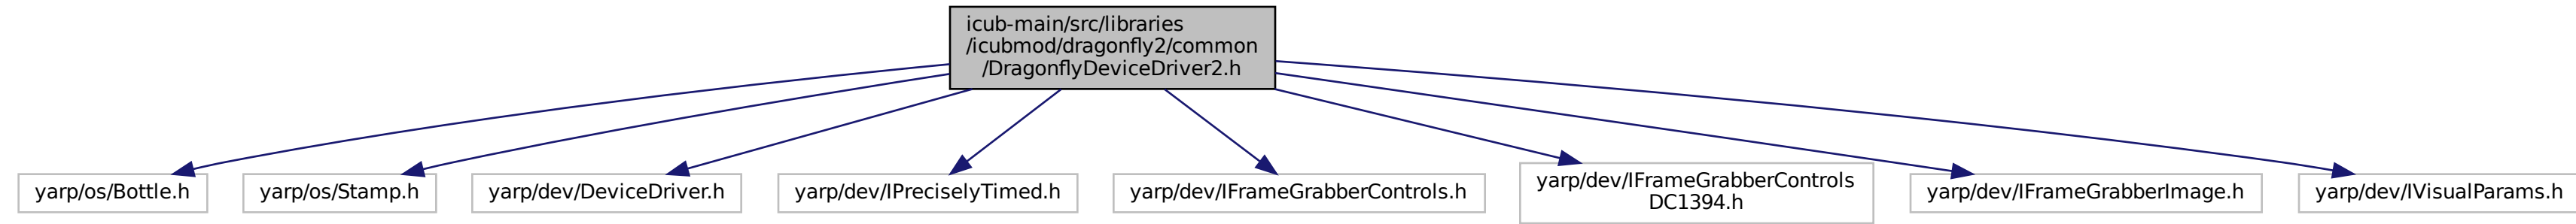 icub-main/src/libraries
/icubmod/dragonfly2/common
/DragonflyDeviceDriver2.h
yarp/os/Bottle.h
yarp/os/Stamp.h
yarp/dev/DeviceDriver.h
yarp/dev/IPreciselyTimed.h
yarp/dev/IFrameGrabberControls.h
yarp/dev/IFrameGrabberControls
DC1394.h
yarp/dev/IFrameGrabberImage.h
yarp/dev/IVisualParams.h